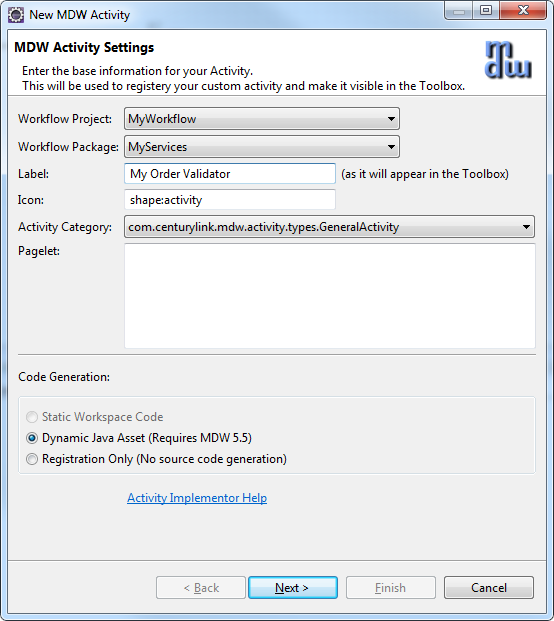 New MDW Activity
MDW Activity Settings
Enter the base information for your Activity.
This will be used to registery your custom activity and make it visible in the Toolbox.
mdw
Workflow Project: MyWorkflow
Workflow Package: MyServices
Label: My Order Validator (as it will appear in the Toolbox)
Icon: shape:activity
Activity Category: com.centurylink.mdw.activity.types.GeneralActivity
Pagelet:
Code Generation:
Static Workspace Code
Dynamic Java Asset (Requires MDW 5.5)
Registration Only (No source code generation)
Activity Implementor Help
< Back Next > Finish Cancel